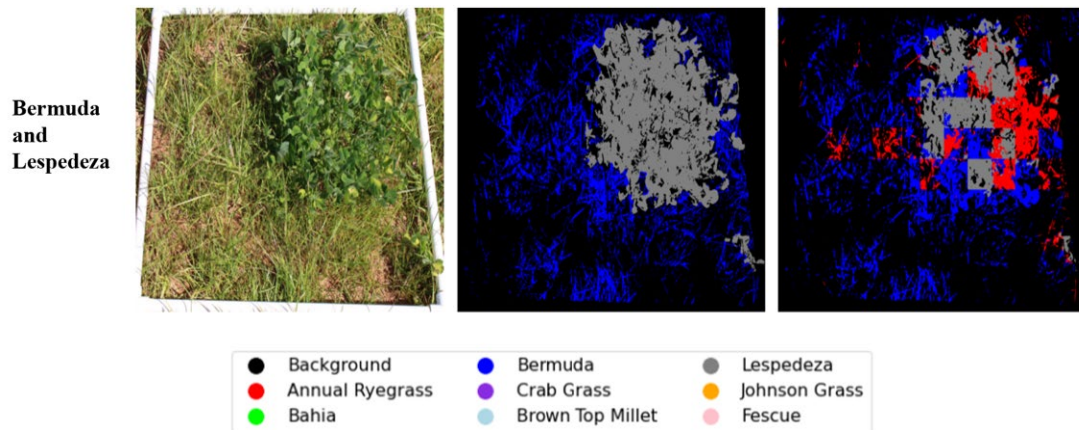 Bermuda
and
Lespedeza
Background
Bermuda
Lespedeza
Annual Ryegrass
Crab Grass
Johnson Grass
Bahia
Brown Top Millet
Fescue